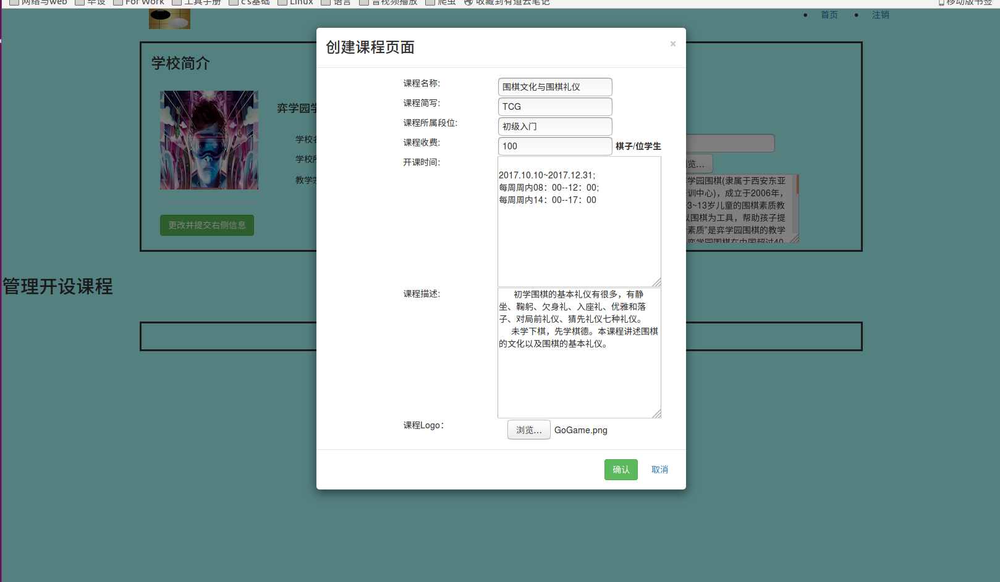 网络与web 毕设 For Work 工具手册 c's基础 Linux 语言 音视频播放 爬虫 收藏到有道云笔记 移动版书签
首页 注销
创建课程页面 ×
学校简介
课程名称: 围棋文化与围棋礼仪
课程简写: TCG
弈学园学
课程所属段位: 初级入门
学校名
课程收费: 100 棋子/位学生
学校所
开课时间:
览...
教学宗
2017.10.10~2017.12.31;
每周周内08：00--12：00;
每周周内14：00--17：00
学园围棋(隶属于西安东亚
训中心)，成立于2006年，
3~13岁儿童的围棋素质教
以围棋为工具，帮助孩子提
素质”是弈学园围棋的教学
弈学园围棋在中国超过40
更改并提交右侧信息
管理开设课程
课程描述:
初学围棋的基本礼仪有很多，有静
坐、鞠躬、欠身礼、入座礼、优雅和落
子、对局前礼仪、猜先礼仪七种礼仪。
未学下棋，先学棋德。本课程讲述围棋
的文化以及围棋的基本礼仪。
课程Logo： 浏览... GoGame.png
确认 取消